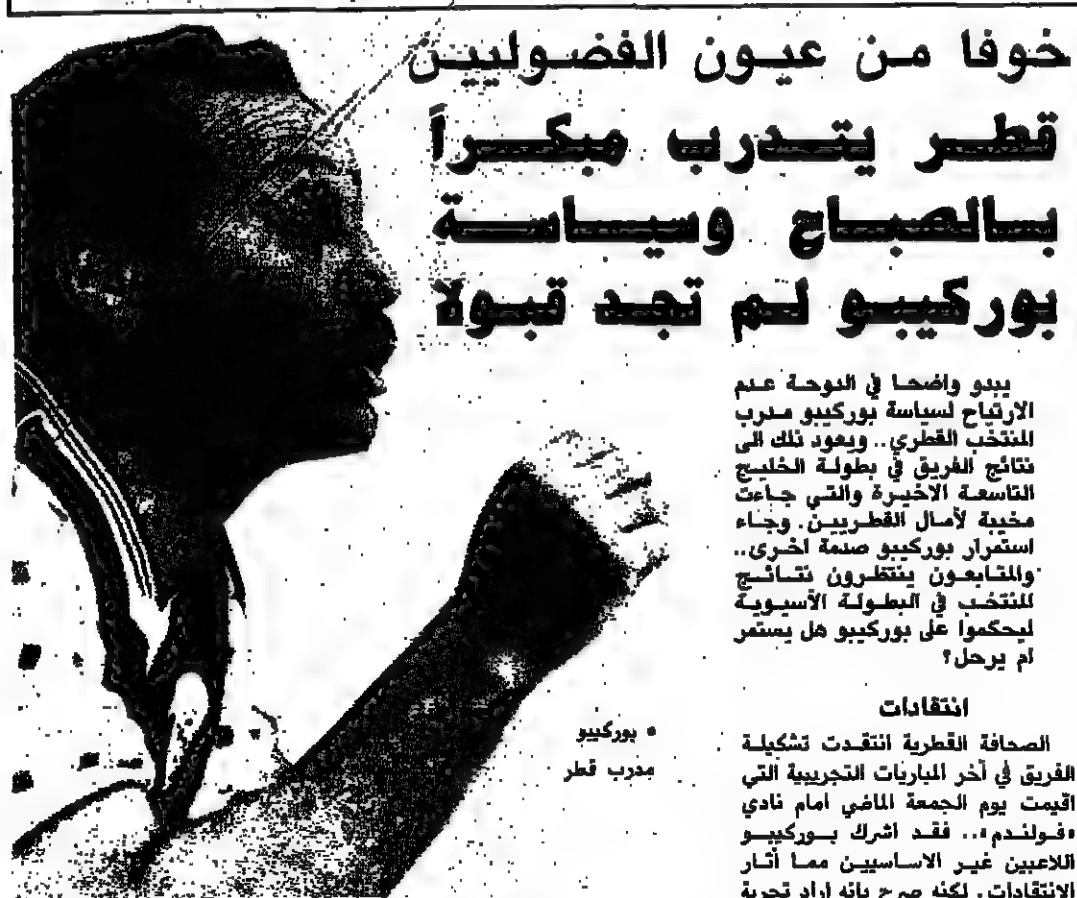 خوفا من عيون الفضوليين
قطر يتدرب مبكراً
بالصباح وسياسة
بوركيبو لم تجد قبولا
يبدو واضحا في الدوحة عدم
الارتياح لسياسة بوركيبو مدرب
المنتخب القطري.. ويعود ذلك الى
نتائج الفريق في بطولة الخليج
التاسعة الاخيرة والتي جاءت
مخيبة لأمال القطريين. وجاء
استمرار بوركيبو صدمة اخرى..
والمتابعون ينتظرون نتائج
المنتخب في البطولة الأسيوية
ليحكموا على بوركيبو هل يستمر
ام يرحل؟
انتقادات
الصحافة القطرية انتقدت تشكيلة
الفريق في أخر المباريات التجريبية التي
اقيمت يوم الجمعة الماضي امام نادي
«فولندم».. فقد اشرك بوركيبو
اللاعبين غير الاساسيين مما أثار
الانتقادات. لكنه صرح بانه اراد تجربة
• بوركيبو
مدرب قطر